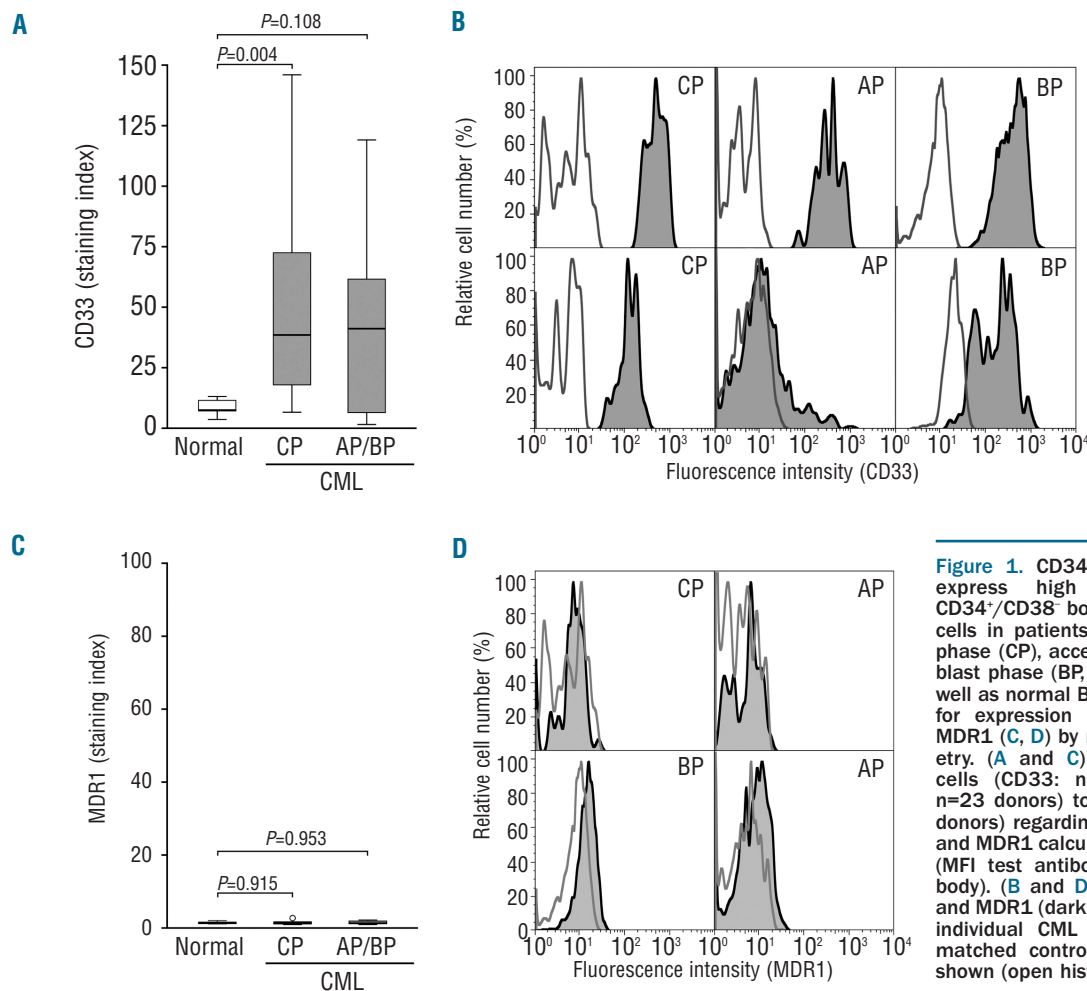 A
P=0.108
P=0.004
150
125
100
75
50
25
0
CD33 (staining index)
Normal CP AP/BP
CML
B
100
80
60
40
20
CP
AP
BP
100
80
60
40
20
CP
AP
BP
Relative cell number (%)
10⁰ 10¹ 10² 10³ 10⁰ 10¹ 10² 10³ 10⁰ 10¹ 10² 10³ 10⁴
Fluorescence intensity (CD33)
C
100
80
60
40
20
0
MDR1 (staining index)
P=0.953
P=0.915
Normal CP AP/BP
CML
D
100
80
60
40
20
CP
AP
100
80
60
40
20
0
BP
AP
Relative cell number (%)
10⁰ 10¹ 10² 10³ 10⁰ 10¹ 10² 10³ 10⁴
Fluorescence intensity (MDR1)
Figure 1. CD34
express high
CD34⁺/CD38⁻ bo
cells in patients
phase (CP), acce
blast phase (BP,
well as normal B
for expression
MDR1 (C, D) by
etry. (A and C)
cells (CD33: n
n=23 donors) to
donors) regardin
and MDR1 calcu
(MFI test antibo
body). (B and D
and MDR1 (dark
individual CML
matched contro
shown (open his